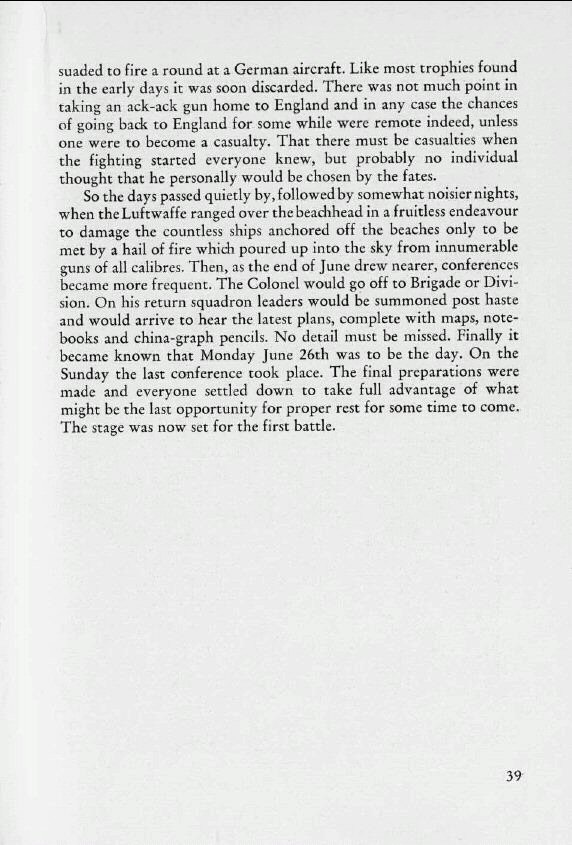 suaded to fire a round at a German aircraft. Like most trophies found
in the early days it was soon discarded. There was not much point in
taking an ack-ack gun home to England and in any case the chances
of going back to England for some while were remote indeed, unless
one were to become a casualty. That there must be casualties when
the fighting started everyone knew, but probably no individual
thought that he personally would be chosen by the fates.
So the days passed quietly by, followed by somewhat noisier nights,
when the Luftwaffe ranged over the beachhead in a fruitless endeavour
to damage the countless ships anchored off the beaches only to be
met by a hail of fire which poured up into the sky from innumerable
guns of all calibres. Then, as the end of June drew nearer, conferences
became more frequent. The Colonel would go off to Brigade or Divi-
sion. On his return squadron leaders would be summoned post haste
and would arrive to hear the latest plans, complete with maps, note-
books and china-graph pencils. No detail must be missed. Finally it
became known that Monday June 26th was to be the day. On the
Sunday the last conference took place. The final preparations were
made and everyone settled down to take full advantage of what
might be the last opportunity for proper rest for some time to come.
The stage was now set for the first battle.
39